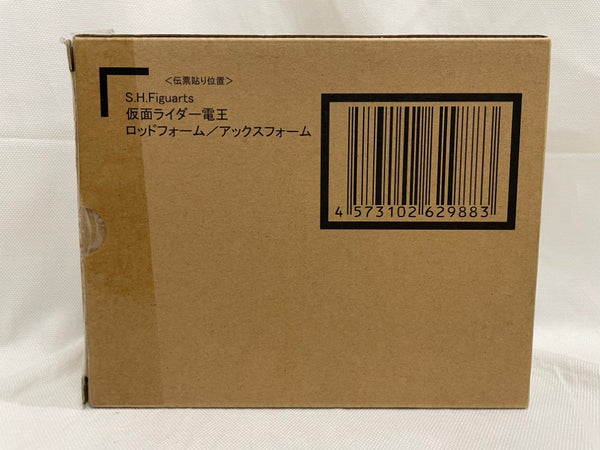 ＜伝票貼り位置＞
S.H.Figuarts
仮面ライダー電王
ロッドフォーム／アックスフォーム
4 573102 629883